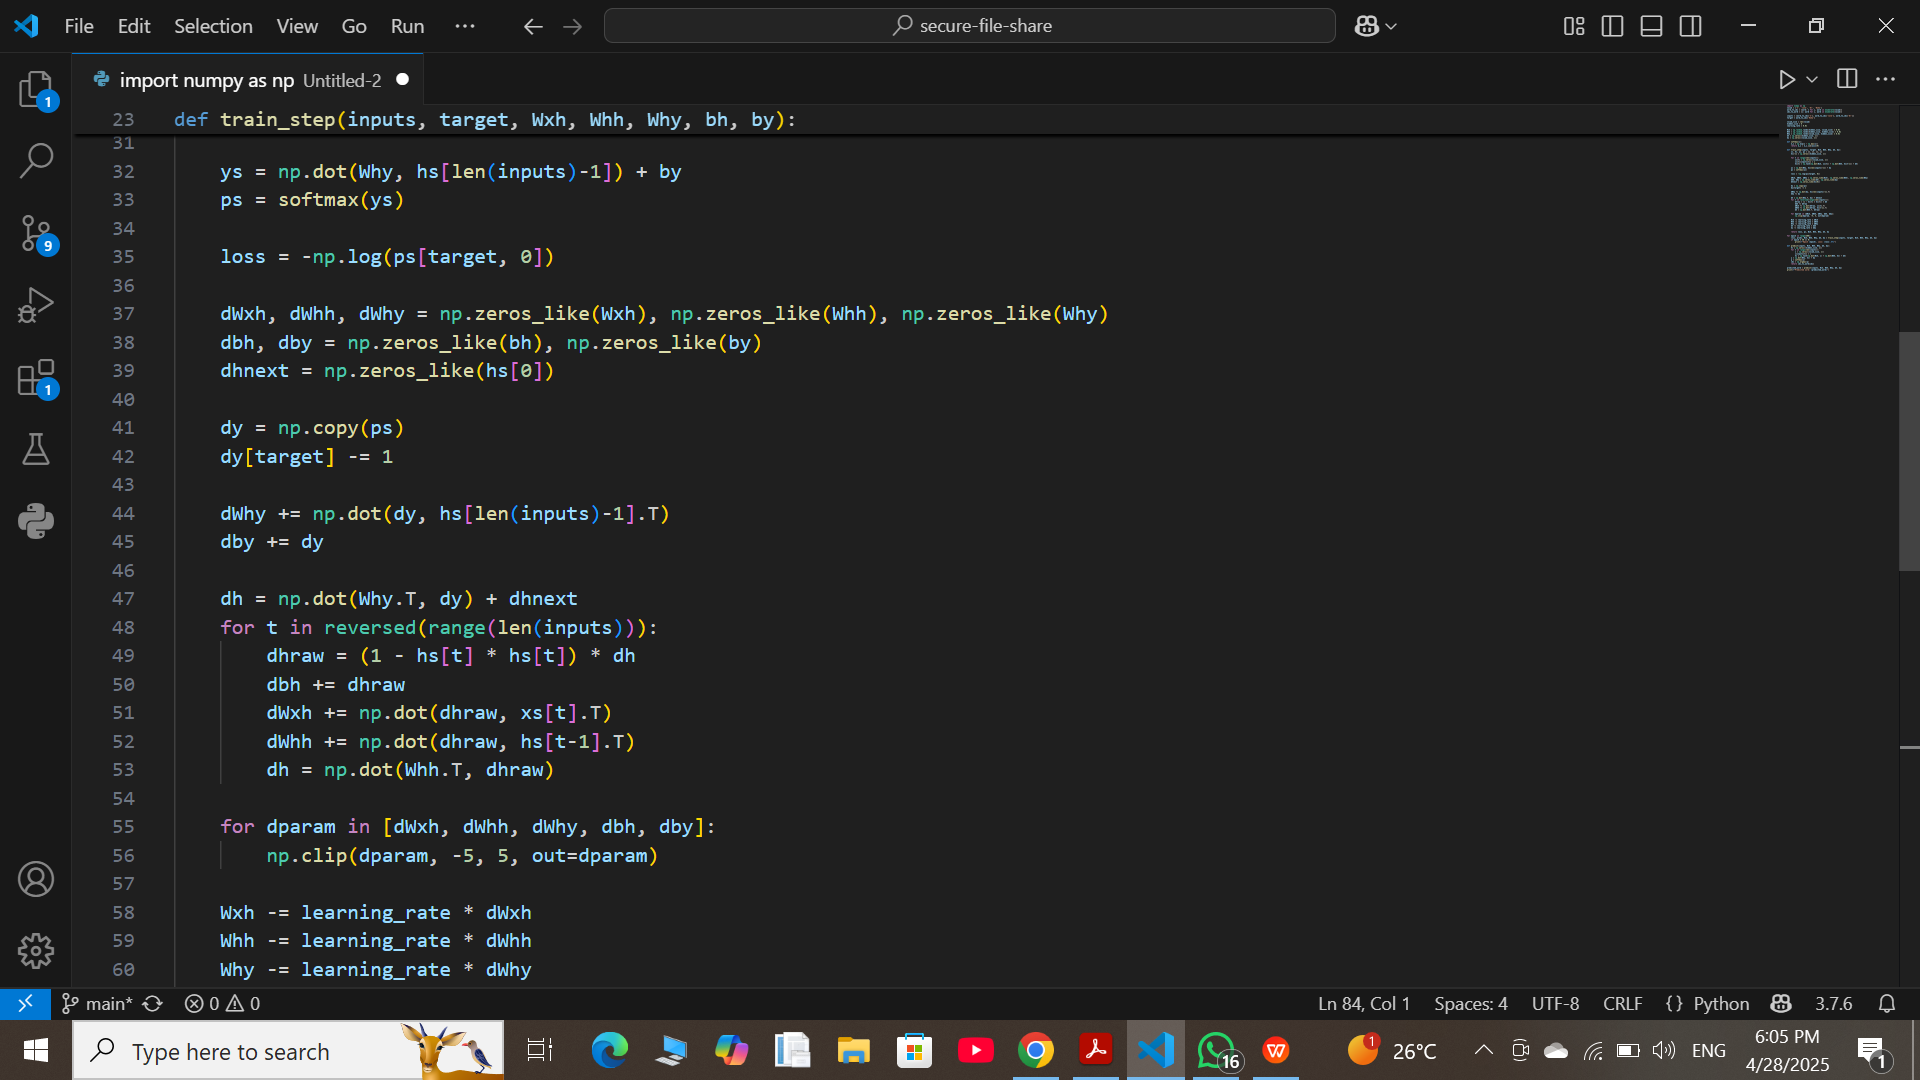 File Edit Selection View Go Run ··· secure-file-share
1 import numpy as np Untitled-2
23 def train_step(inputs, target, Wxh, Whh, Why, bh, by):
31
32 ys = np.dot(Why, hs[len(inputs)-1]) + by
33 ps = softmax(ys)
34
35 loss = -np.log(ps[target, 0])
36
37 dWxh, dWhh, dWhy = np.zeros_like(Wxh), np.zeros_like(Whh), np.zeros_like(Why)
38 dbh, dby = np.zeros_like(bh), np.zeros_like(by)
39 dhnext = np.zeros_like(hs[0])
40
41 dy = np.copy(ps)
42 dy[target] -= 1
43
44 dWhy += np.dot(dy, hs[len(inputs)-1].T)
45 dby += dy
46
47 dh = np.dot(Why.T, dy) + dhnext
48 for t in reversed(range(len(inputs))):
49 dhraw = (1 - hs[t] * hs[t]) * dh
50 dbh += dhraw
51 dWxh += np.dot(dhraw, xs[t].T)
52 dWhh += np.dot(dhraw, hs[t-1].T)
53 dh = np.dot(Whh.T, dhraw)
54
55 for dparam in [dWxh, dWhh, dWhy, dbh, dby]:
56 np.clip(dparam, -5, 5, out=dparam)
57
58 Wxh -= learning_rate * dWxh
59 Whh -= learning_rate * dWhh
60 Why -= learning_rate * dWhy
9
1
main* 0 0 Ln 84, Col 1 Spaces: 4 UTF-8 CRLF {} Python 3.7.6
Type here to search 16 1 26°C ENG 6:05 PM 1
4/28/2025